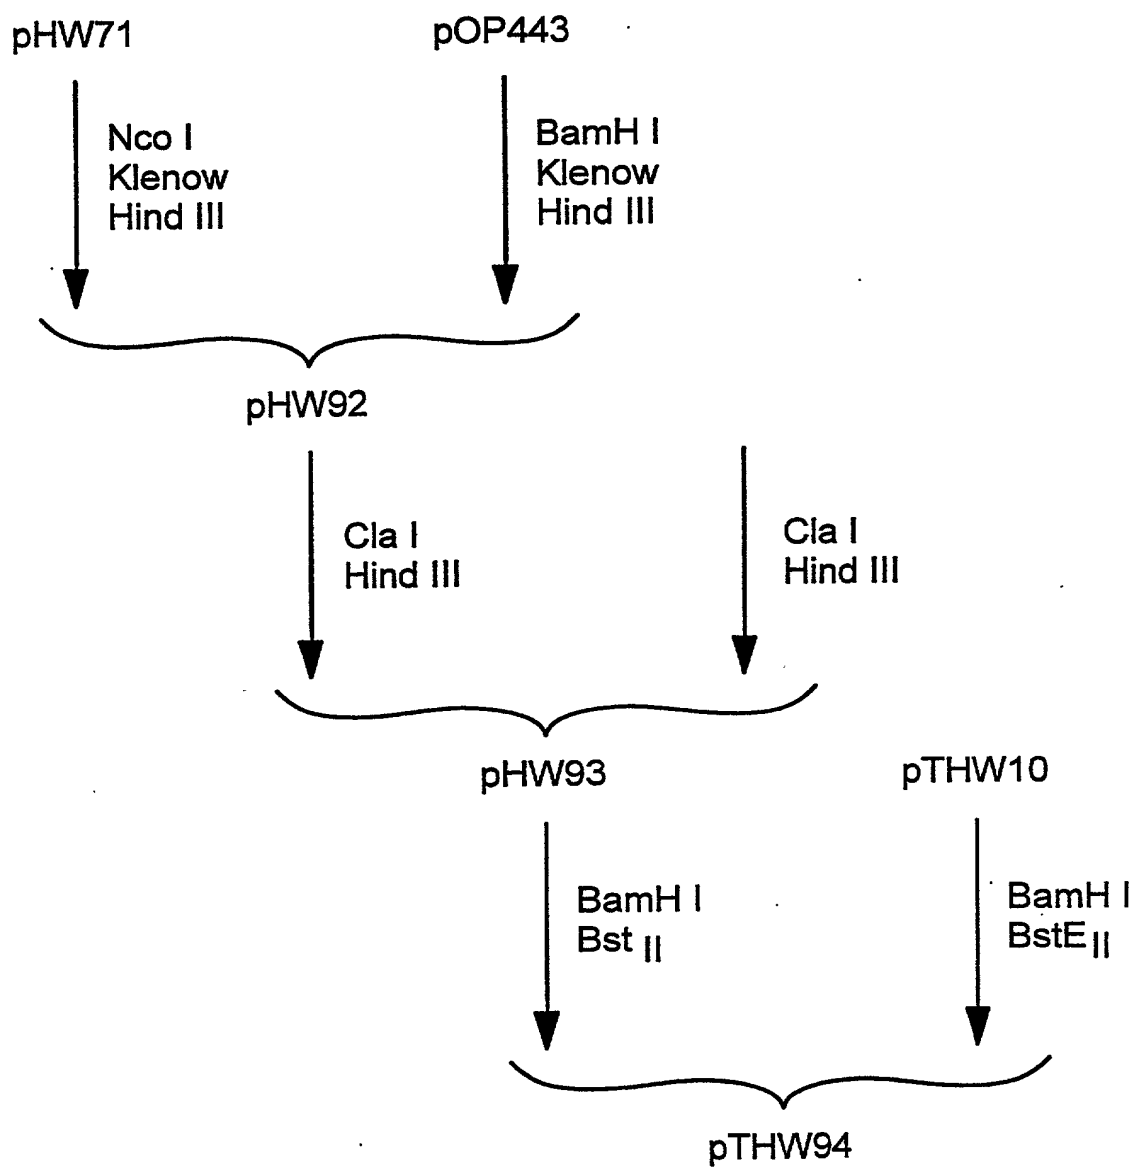 pHW71
pOP443
Nco I
Klenow
Hind III
BamH I
Klenow
Hind III
pHW92
Cla I
Hind III
Cla I
Hind III
pHW93
pTHW10
BamH I
Bst II
BamH I
BstE II
pTHW94